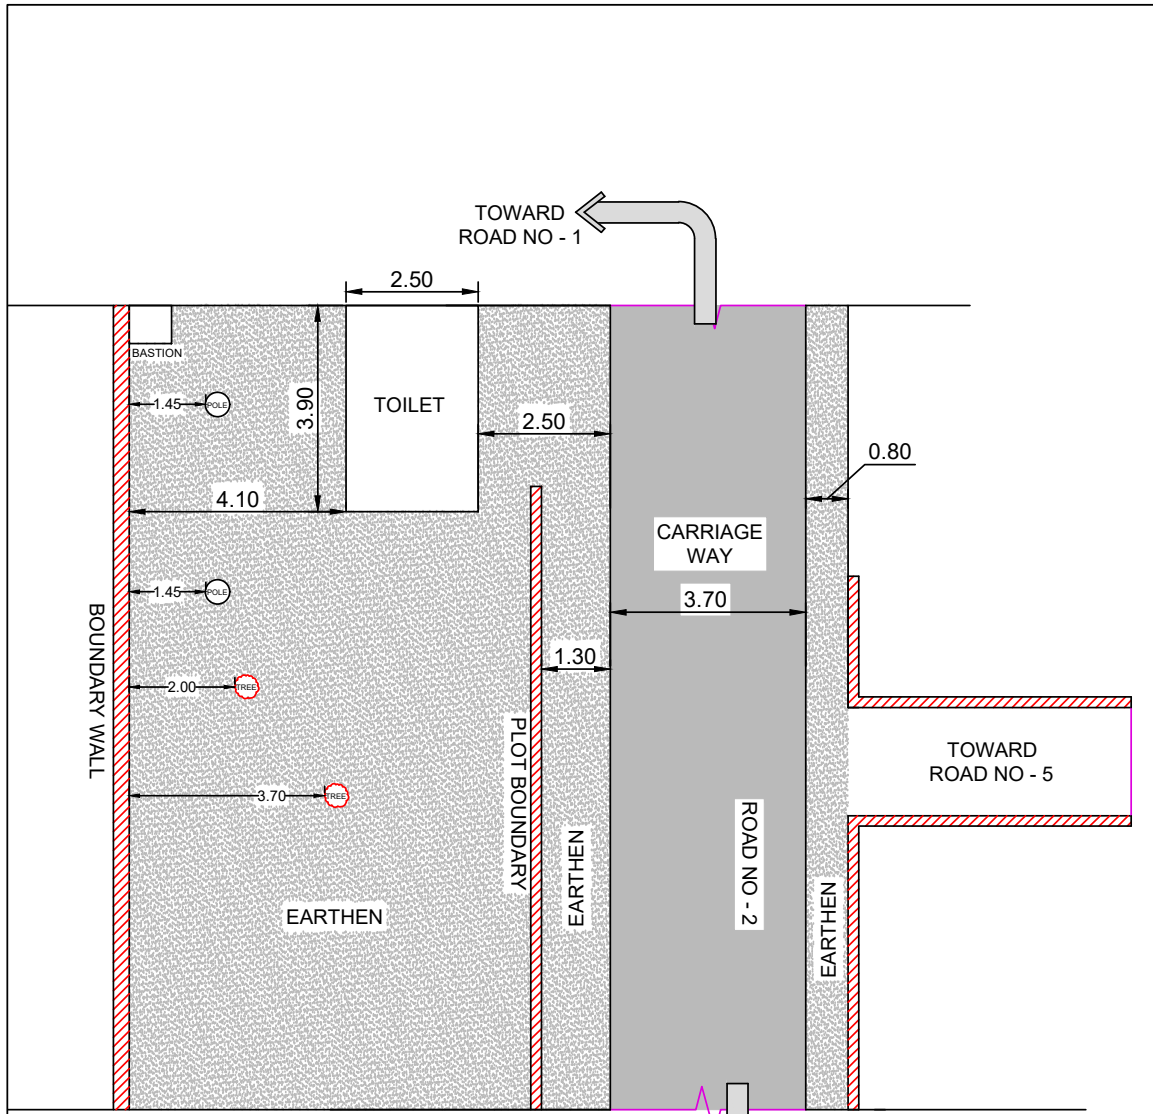 TOWARD
ROAD NO - 1
2.50
BASTION
1.45
POLE
3.90
TOILET
2.50
0.80
4.10
CARRIAGE
WAY
1.45
POLE
3.70
BOUNDARY WALL
1.30
2.00
TREE
PLOT BOUNDARY
TOWARD
ROAD NO - 5
3.70
TREE
ROAD NO - 2
EARTHEN
EARTHEN
EARTHEN